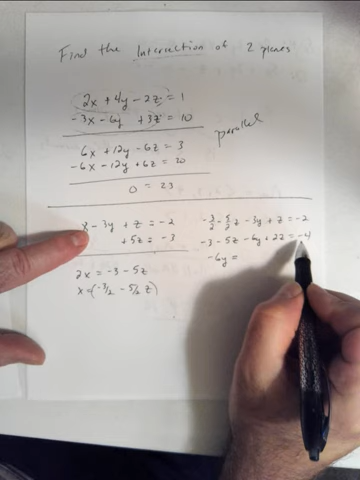 Find the Intersection of 2 planes
2x + 4y - 2z = 1
-3x - 6y + 3z = 10
parallel
6x + 12y - 6z = 3
-6x - 12y + 6z = 20
0 = 23
x - 3y + z = -2
+ 5z = -3
2x = -3 - 5z
x = (-3/2 - 5/2 z)
-3/2 - 5/2 z - 3y + z = -2
-3 - 5z - 6y + 2z = -4
-6y =